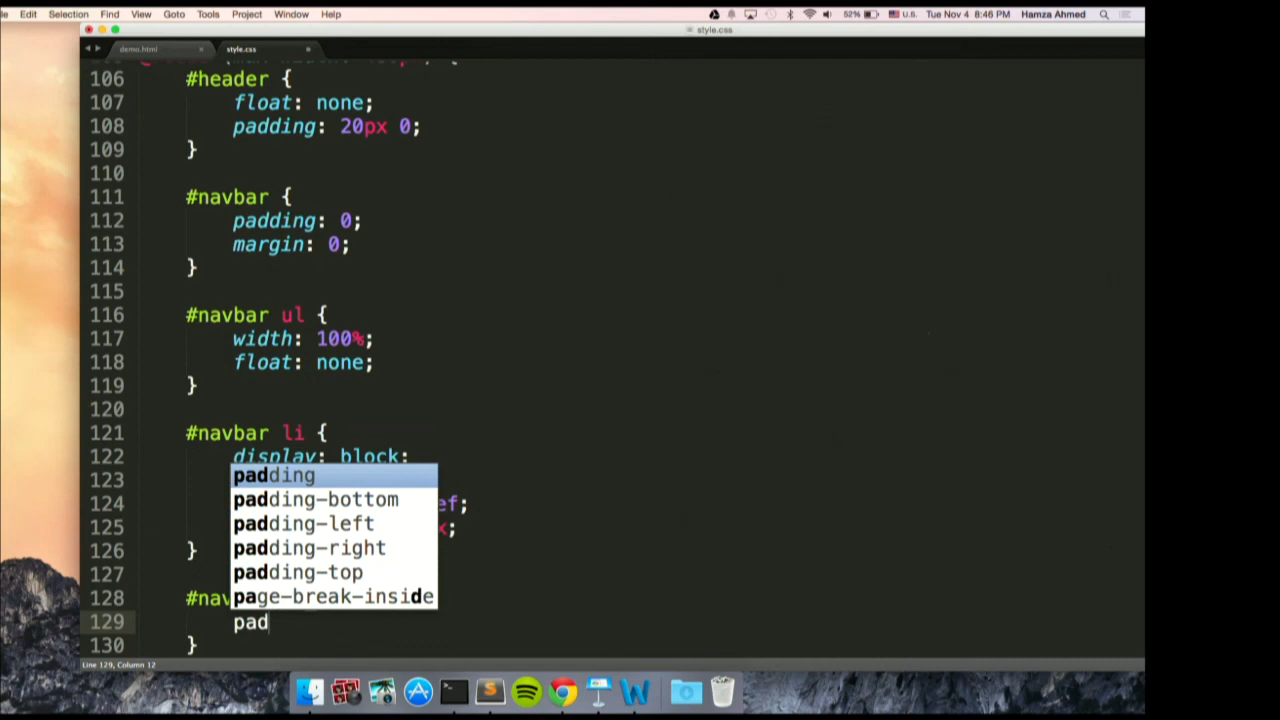 le Edit Selection Find View Goto Tools Project Window Help
52% U.S. Tue Nov 4 8:46 PM Hamza Ahmed
style.css
demo.html style.css
106 #header {
107 float: none;
108 padding: 20px 0;
109 }
110
111 #navbar {
112 padding: 0;
113 margin: 0;
114 }
115
116 #navbar ul {
117 width: 100%;
118 float: none;
119 }
120
121 #navbar li {
122 display: block;
123 padding
padding-bottom
124 padding-left ef;
125 padding-right ;
126 } padding-top
127
128 #nav page-break-inside
129 pad
130 }
Line 129, Column 12